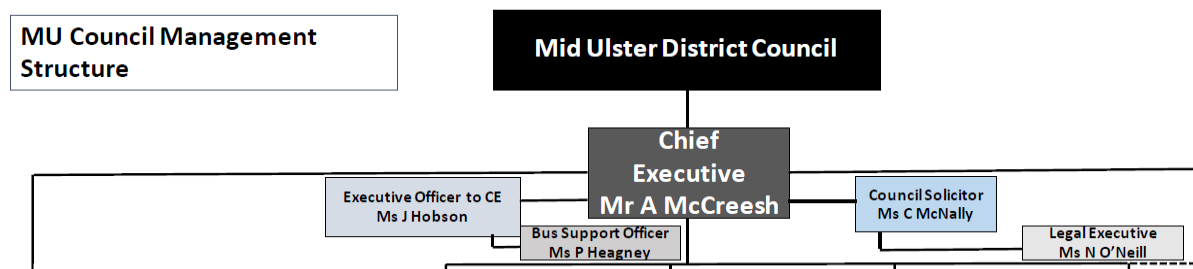 MU Council Management
Structure
Mid Ulster District Council
Chief
Executive
Mr A McCreesh
Executive Officer to CE
Ms J Hobson
Council Solicitor
Ms C McNally
Bus Support Officer
Ms P Heagney
Legal Executive
Ms N O’Neill